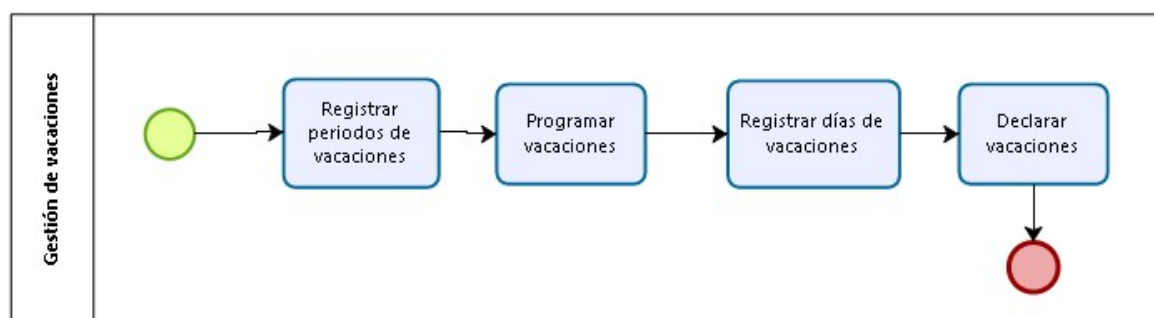 Gestión de vacaciones
Registrar
periodos de
vacaciones
Programar
vacaciones
Registrar días de
vacaciones
Declarar
vacaciones